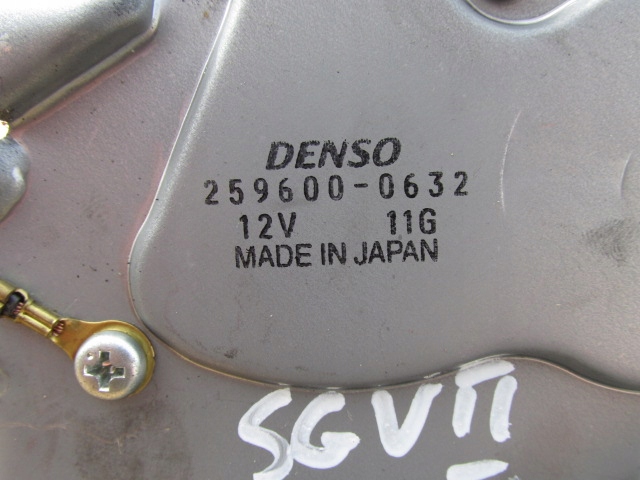 DENSO
259600-0632
12V 11G
MADE IN JAPAN
SGVII